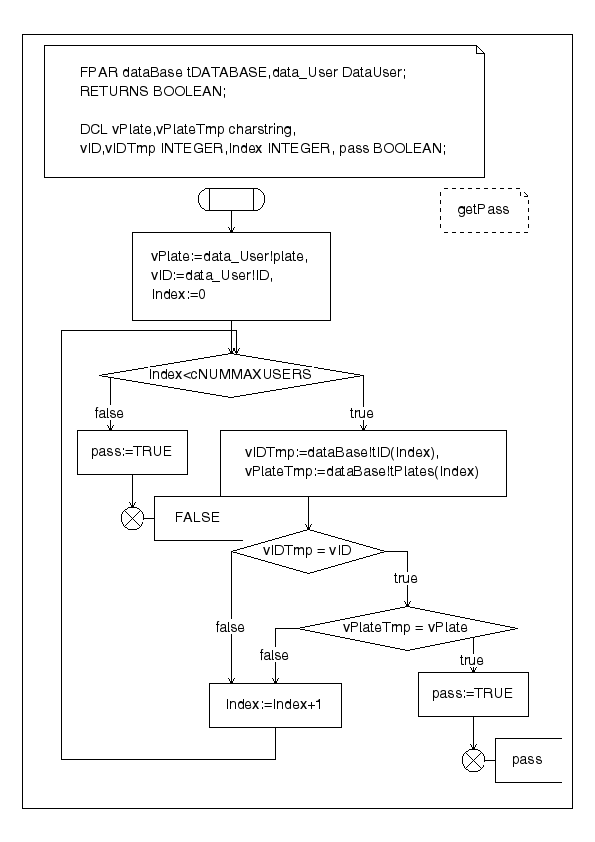 FPAR dataBase tDATABASE,data_User DataUser;
RETURNS BOOLEAN;
DCL vPlate,vPlateTmp charstring,
vID,vIDTmp INTEGER,Index INTEGER, pass BOOLEAN;
getPass
vPlate:=data_User!plate,
vID:=data_User!ID,
Index:=0
Index<cNUMMAXUSERS
false
true
pass:=TRUE
vIDTmp:=dataBase!tID(Index),
vPlateTmp:=dataBase!tPlates(Index)
FALSE
vIDTmp = vID
true
false
vPlateTmp = vPlate
false
true
Index:=Index+1
pass:=TRUE
pass